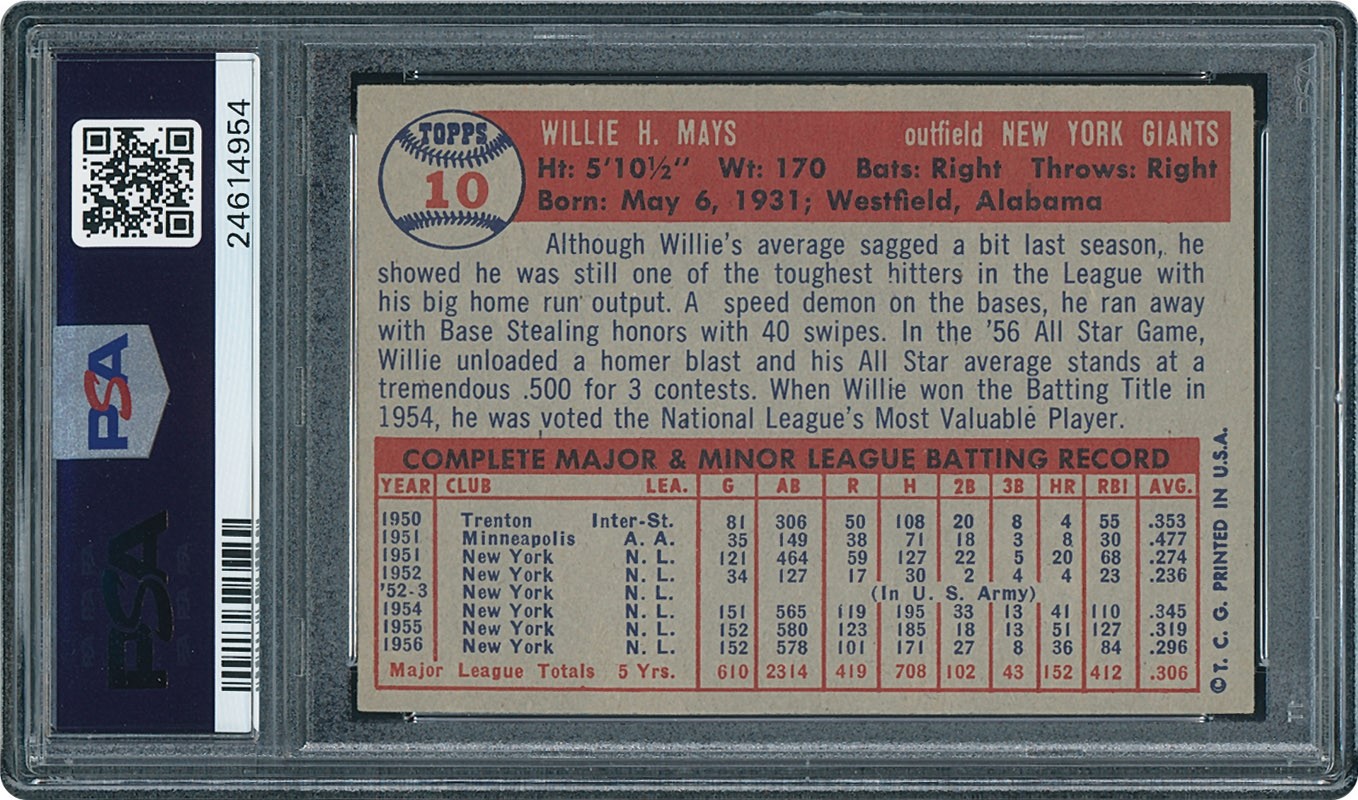 24614954
PSA
PSA
TOPPS
10
WILLIE H. MAYS outfield NEW YORK GIANTS
Ht: 5'10½" Wt: 170 Bats: Right Throws: Right
Born: May 6, 1931; Westfield, Alabama
Although Willie's average sagged a bit last season, he
showed he was still one of the toughest hitters in the League with
his big home run output. A speed demon on the bases, he ran away
with Base Stealing honors with 40 swipes. In the '56 All Star Game,
Willie unloaded a homer blast and his All Star average stands at a
tremendous .500 for 3 contests. When Willie won the Batting Title in
1954, he was voted the National League's Most Valuable Player.
COMPLETE MAJOR & MINOR LEAGUE BATTING RECORD
YEAR CLUB LEA. G AB R H 2B 3B HR RBI AVG.
1950 Trenton Inter-St. 81 306 50 108 20 8 4 55 .353
1951 Minneapolis A. A. 35 149 38 71 18 3 8 30 .477
1951 New York N. L. 121 464 59 127 22 5 20 68 .274
1952 New York N. L. 34 127 17 30 2 4 4 23 .236
'52-3 New York N. L. (In U. S. Army)
1954 New York N. L. 151 565 119 195 33 13 41 110 .345
1955 New York N. L. 152 580 123 185 18 13 51 127 .319
1956 New York N. L. 152 578 101 171 27 8 36 84 .296
Major League Totals 5 Yrs. 610 2314 419 708 102 43 152 412 .306
© T. C. G. PRINTED IN U.S.A.